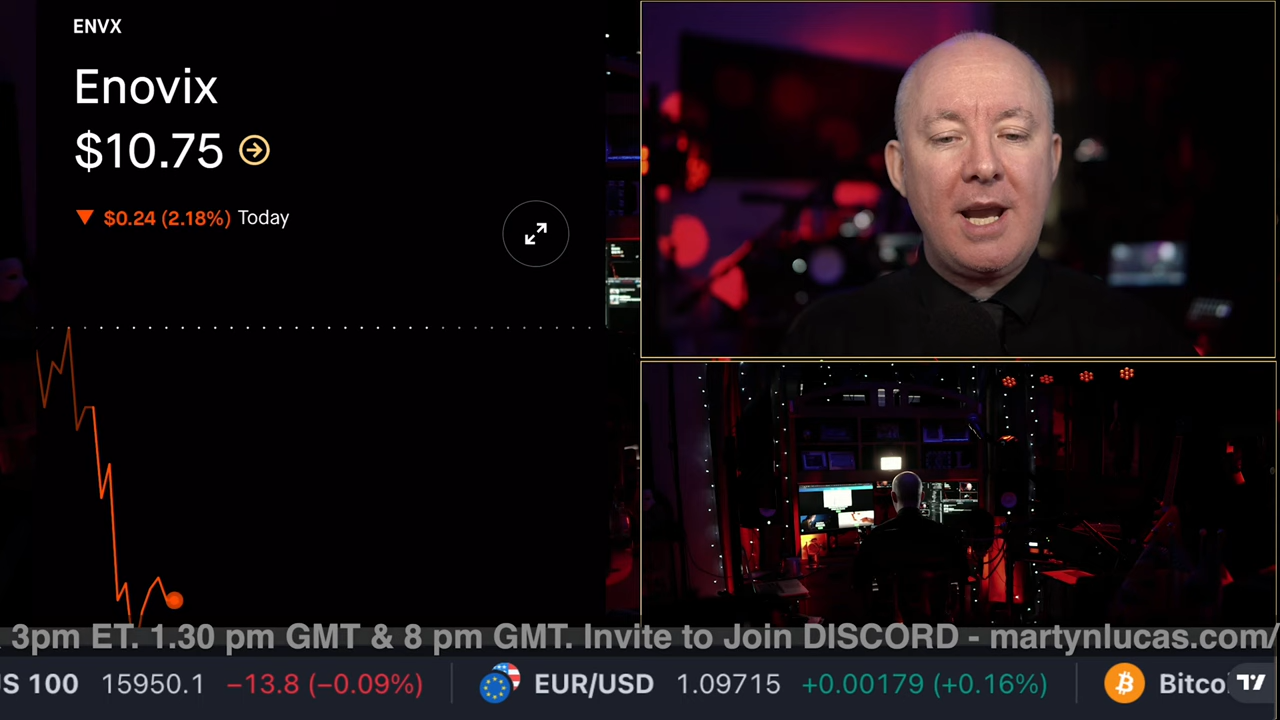 ENVX
Enovix
$10.75
$0.24 (2.18%) Today
3pm ET. 1.30 pm GMT & 8 pm GMT. Invite to Join DISCORD - martynlucas.com/
S 100 15950.1 −13.8 (−0.09%) EUR/USD 1.09715 +0.00179 (+0.16%) Bitco